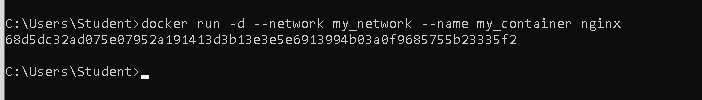 C:\Users\Student>docker run -d --network my_network --name my_container nginx
68d5dc32ad075e07952a191413d3b13e3e5e6913994b03a0f9685755b23335f2
C:\Users\Student>